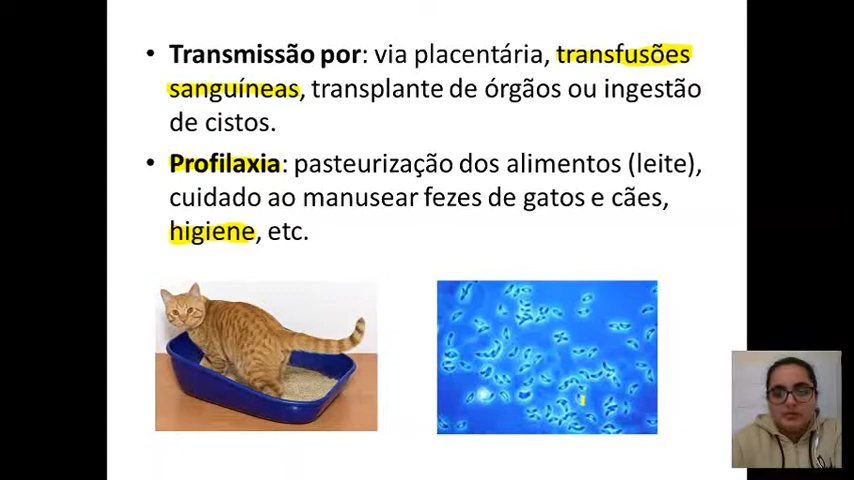 • Transmissão por: via placentária, transfusões
sanguíneas, transplante de órgãos ou ingestão
de cistos.
• Profilaxia: pasteurização dos alimentos (leite),
cuidado ao manusear fezes de gatos e cães,
higiene, etc.